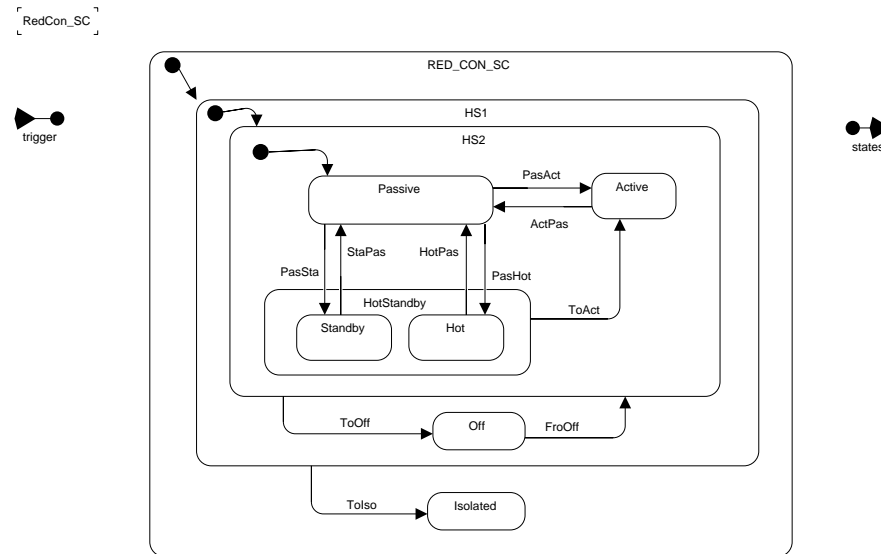 RedCon_SC
RED_CON_SC
HS1
trigger
HS2
states
PasAct
Passive
Active
ActPas
StaPas
HotPas
PasSta
PasHot
HotStandby
ToAct
Standby
Hot
ToOff
Off
FroOff
ToIso
Isolated